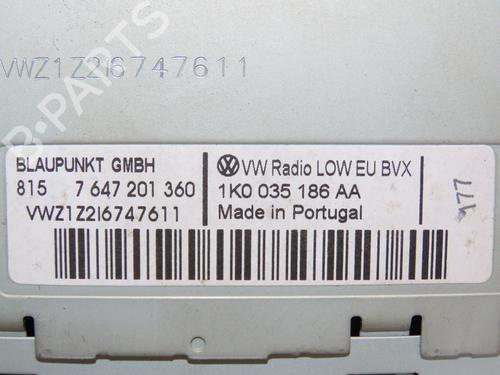 VWZ1Z2I6747611
BLAUPUNKT GMBH
815 7 647 201 360
VWZ1Z2I6747611
VW Radio LOW EU BVX
1K0 035 186 AA
Made in Portugal
177
B-PARTS